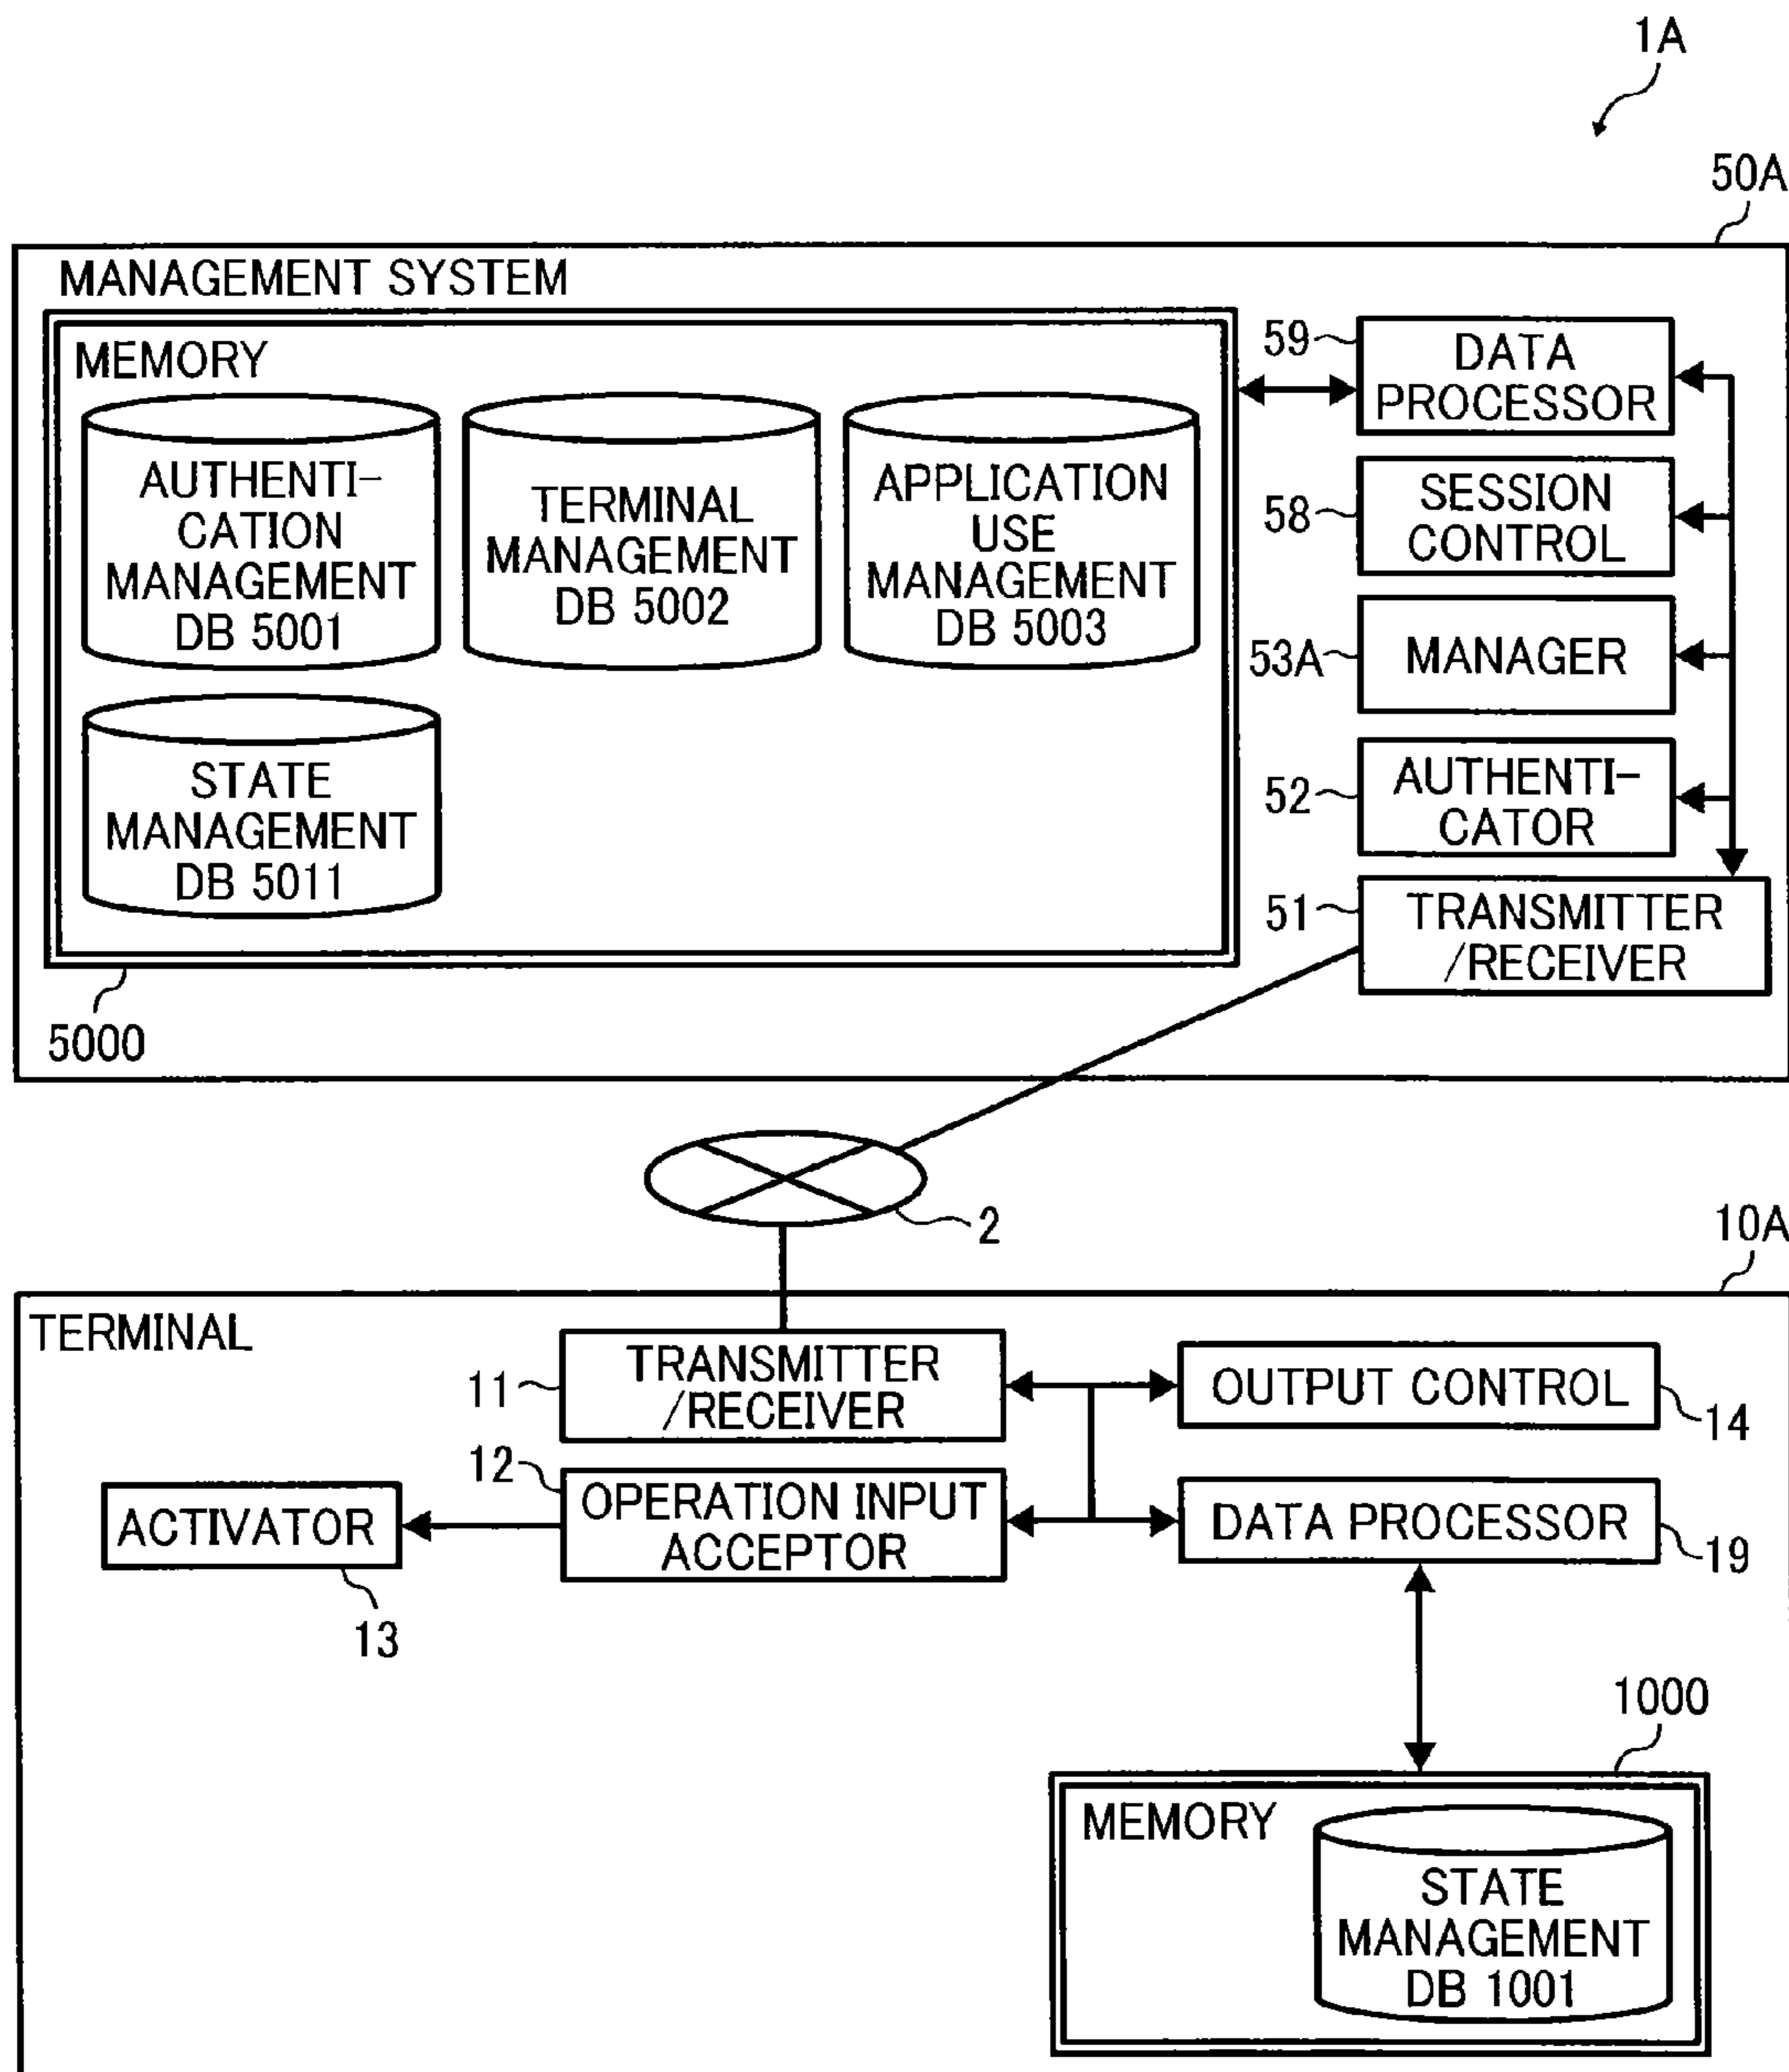 1A
50A
MANAGEMENT SYSTEM
MEMORY
AUTHENTI-
CATION
MANAGEMENT
DB 5001
TERMINAL
MANAGEMENT
DB 5002
APPLICATION
USE
MANAGEMENT
DB 5003
STATE
MANAGEMENT
DB 5011
5000
59
DATA
PROCESSOR
58
SESSION
CONTROL
53A
MANAGER
52
AUTHENTI-
CATOR
51
TRANSMITTER
/RECEIVER
2
10A
TERMINAL
11
TRANSMITTER
/RECEIVER
OUTPUT CONTROL
14
12
OPERATION INPUT
ACCEPTOR
ACTIVATOR
13
DATA PROCESSOR
19
1000
MEMORY
STATE
MANAGEMENT
DB 1001